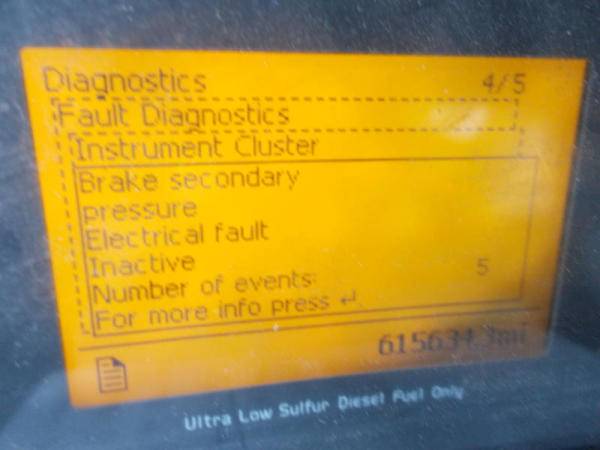 Diagnostics 4/5
Fault Diagnostics
Instrument Cluster
Brake secondary
pressure
Electrical fault
Inactive
Number of events: 5
For more info press ↵
615634.3mi
Ultra Low Sulfur Diesel Fuel Only